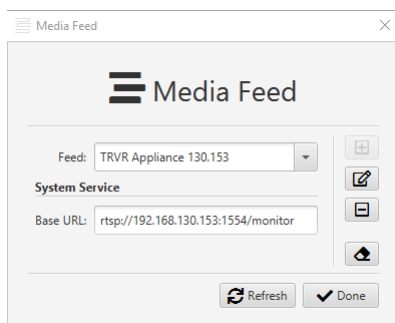 Media Feed
Media Feed
Feed: TRVR Appliance 130.153
System Service
Base URL: rtsp://192.168.130.153:1554/monitor
Refresh Done